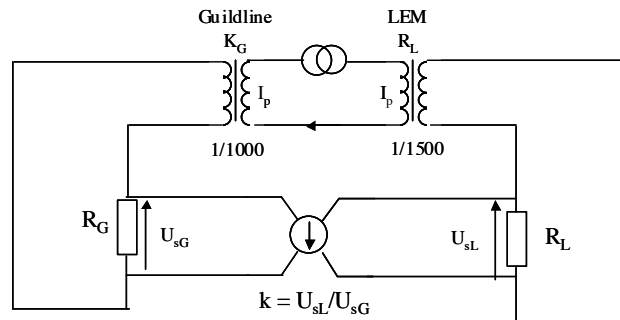 Guildline LEM
K_G R_L
I_p I_p
1/1000 1/1500
R_G U_sG U_sL R_L
k = U_sL/U_sG